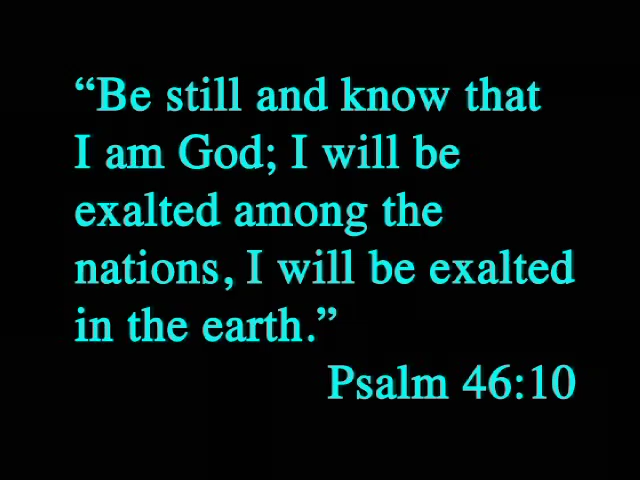 “Be still and know that
I am God; I will be
exalted among the
nations, I will be exalted
in the earth.”
Psalm 46:10